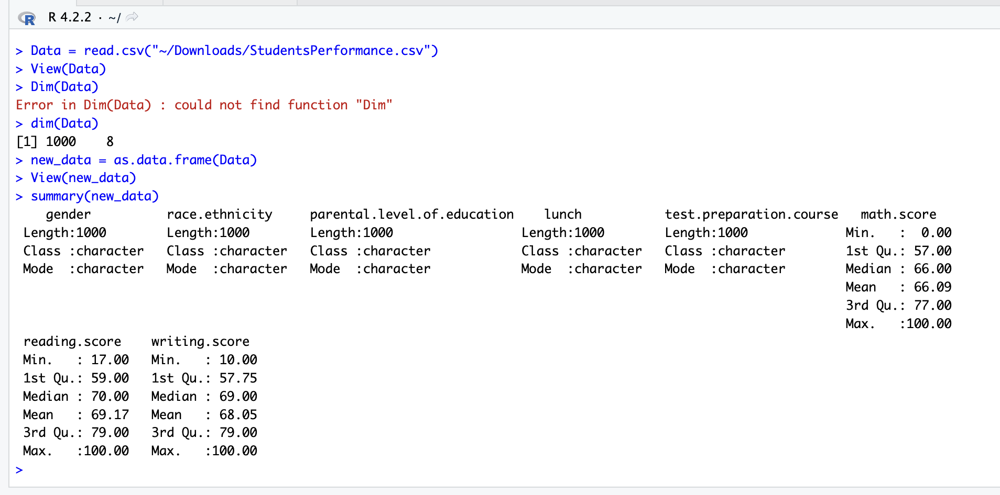 R 4.2.2 · ~/
> Data = read.csv("~/Downloads/StudentsPerformance.csv")
> View(Data)
> Dim(Data)
Error in Dim(Data) : could not find function "Dim"
> dim(Data)
[1] 1000    8
> new_data = as.data.frame(Data)
> View(new_data)
> summary(new_data)
    gender          race.ethnicity     parental.level.of.education    lunch           test.preparation.course   math.score
 Length:1000        Length:1000        Length:1000                 Length:1000        Length:1000             Min.   :  0.00
 Class :character   Class :character   Class :character            Class :character   Class :character        1st Qu.: 57.00
 Mode  :character   Mode  :character   Mode  :character            Mode  :character   Mode  :character        Median : 66.00
                                                                                                              Mean   : 66.09
                                                                                                              3rd Qu.: 77.00
                                                                                                              Max.   :100.00
 reading.score    writing.score
 Min.   : 17.00   Min.   : 10.00
 1st Qu.: 59.00   1st Qu.: 57.75
 Median : 70.00   Median : 69.00
 Mean   : 69.17   Mean   : 68.05
 3rd Qu.: 79.00   3rd Qu.: 79.00
 Max.   :100.00   Max.   :100.00
>